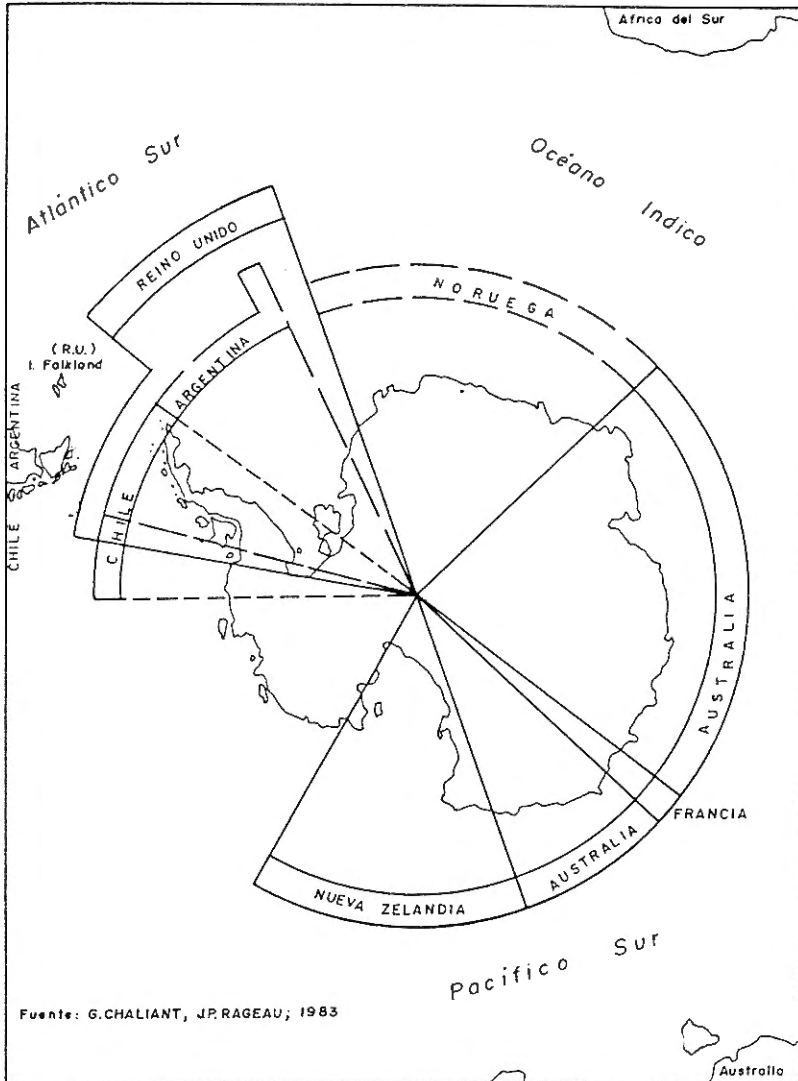 Africa del Sur
Atlántico Sur
Océano
Indico
REINO UNIDO
NORUEGA
(R.U.)
I. Falkland
ARGENTINA
ARGENTINA
CHILE
CHILE
AUSTRALIA
FRANCIA
AUSTRALIA
NUEVA ZELANDIA
Pacífico Sur
Fuente: G.CHALIANT, J.P. RAGEAU; 1983
Australia